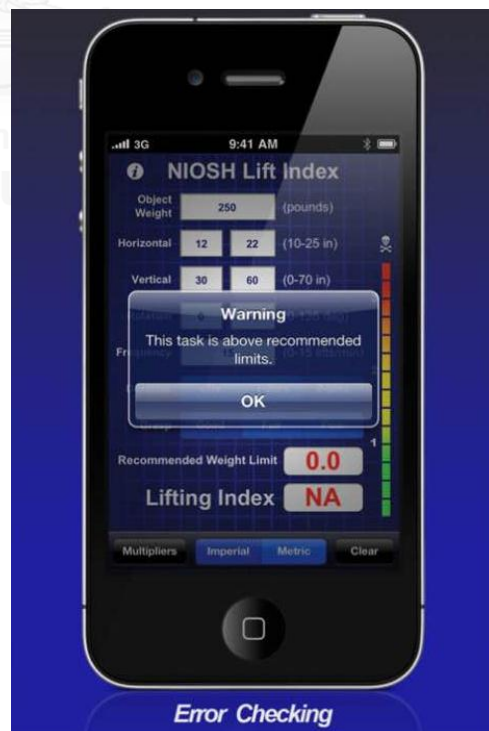 3G 9:41 AM
NIOSH Lift Index
Object Weight 250 (pounds)
Horizontal 12 22 (10-25 in)
Vertical 30 60 (0-70 in)
Warning
This task is above recommended
limits.
OK
1
Recommended Weight Limit 0.0
Lifting Index NA
Multipliers Imperial Metric Clear
Error Checking